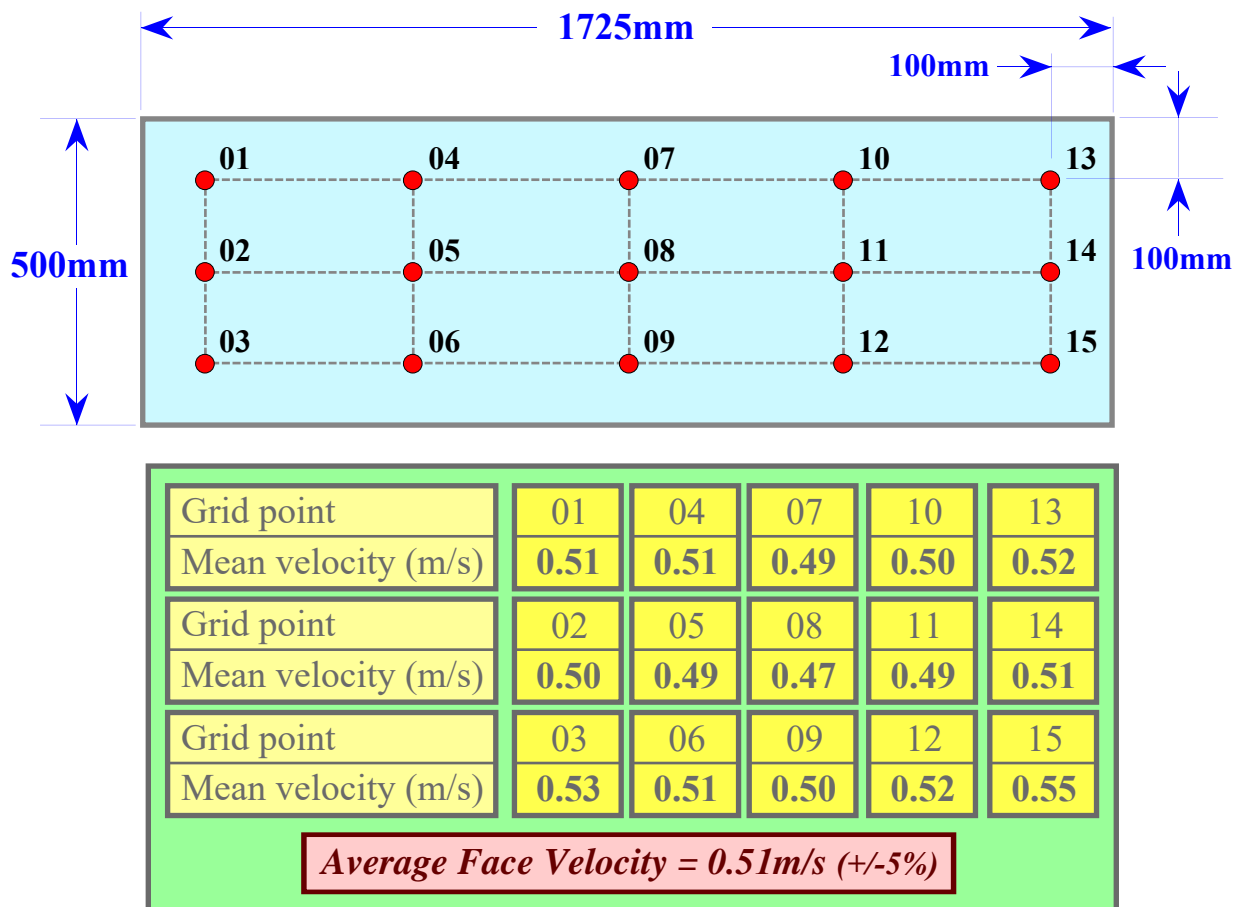 1725mm
100mm
01 04 07 10 13
02 05 08 11 14
500mm
100mm
03 06 09 12 15
Grid point 01 04 07 10 13
Mean velocity (m/s) 0.51 0.51 0.49 0.50 0.52
Grid point 02 05 08 11 14
Mean velocity (m/s) 0.50 0.49 0.47 0.49 0.51
Grid point 03 06 09 12 15
Mean velocity (m/s) 0.53 0.51 0.50 0.52 0.55
Average Face Velocity = 0.51m/s (+/-5%)